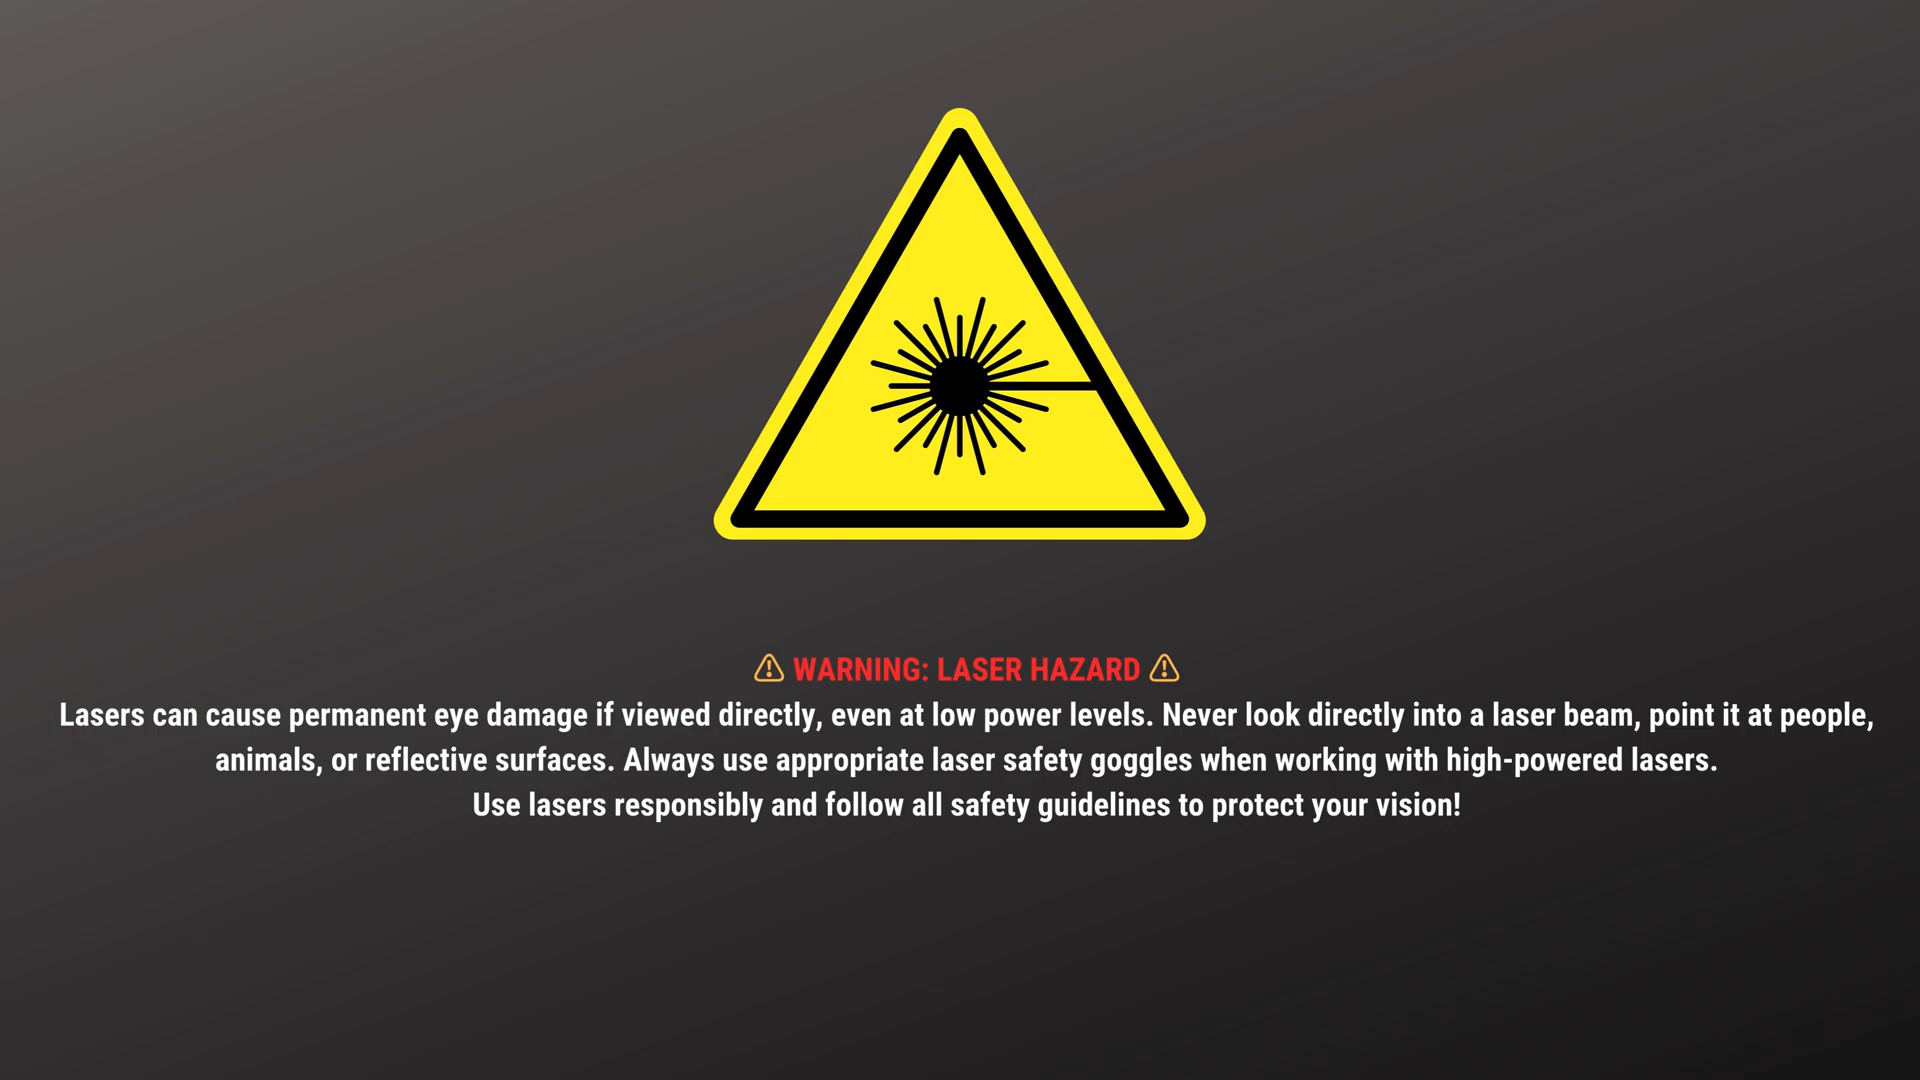 ⚠ WARNING: LASER HAZARD ⚠
Lasers can cause permanent eye damage if viewed directly, even at low power levels. Never look directly into a laser beam, point it at people,
animals, or reflective surfaces. Always use appropriate laser safety goggles when working with high-powered lasers.
Use lasers responsibly and follow all safety guidelines to protect your vision!